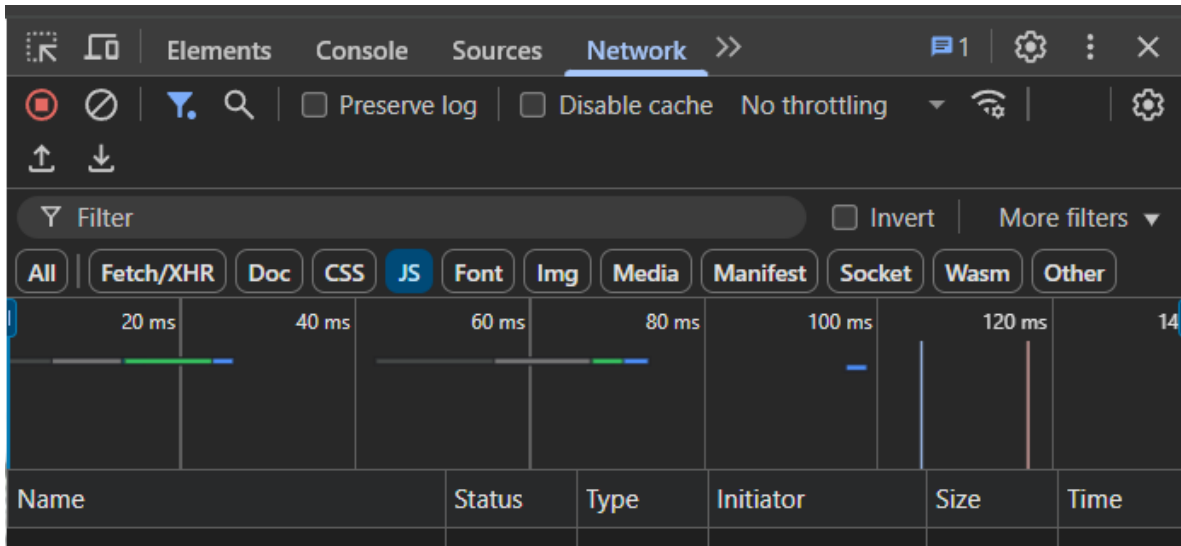 Elements Console Sources Network 1
Preserve log Disable cache No throttling
Filter Invert More filters
All Fetch/XHR Doc CSS JS Font Img Media Manifest Socket Wasm Other
20 ms 40 ms 60 ms 80 ms 100 ms 120 ms 14
Name Status Type Initiator Size Time